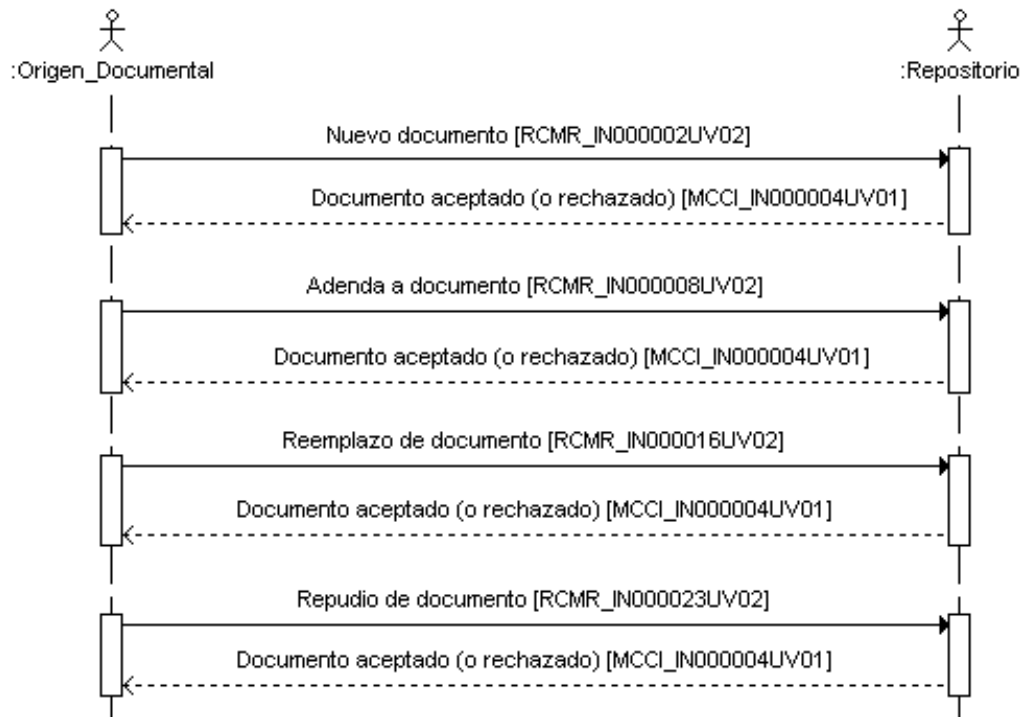 :Origen_Documental
:Repositorio
Nuevo documento [RCMR_IN000002UV02]
Documento aceptado (o rechazado) [MCCI_IN000004UV01]
Adenda a documento [RCMR_IN000008UV02]
Documento aceptado (o rechazado) [MCCI_IN000004UV01]
Reemplazo de documento [RCMR_IN000016UV02]
Documento aceptado (o rechazado) [MCCI_IN000004UV01]
Repudio de documento [RCMR_IN000023UV02]
Documento aceptado (o rechazado) [MCCI_IN000004UV01]